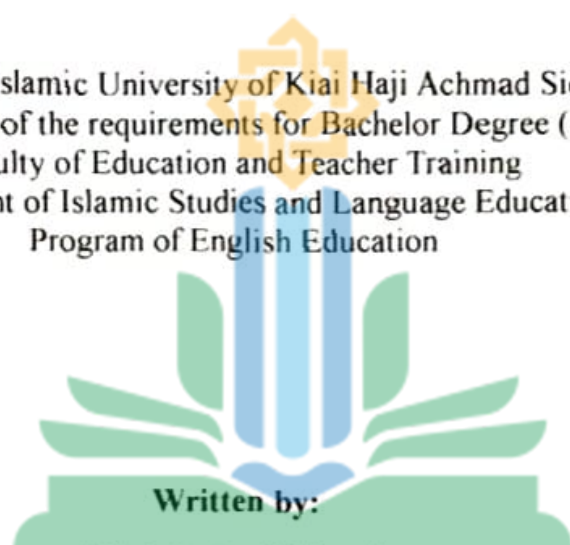 slamic University of Kiai Haji Achmad Si
of the requirements for Bachelor Degree (
ulty of Education and Teacher Training
t of Islamic Studies and Language Educat
Program of English Education
Written by: